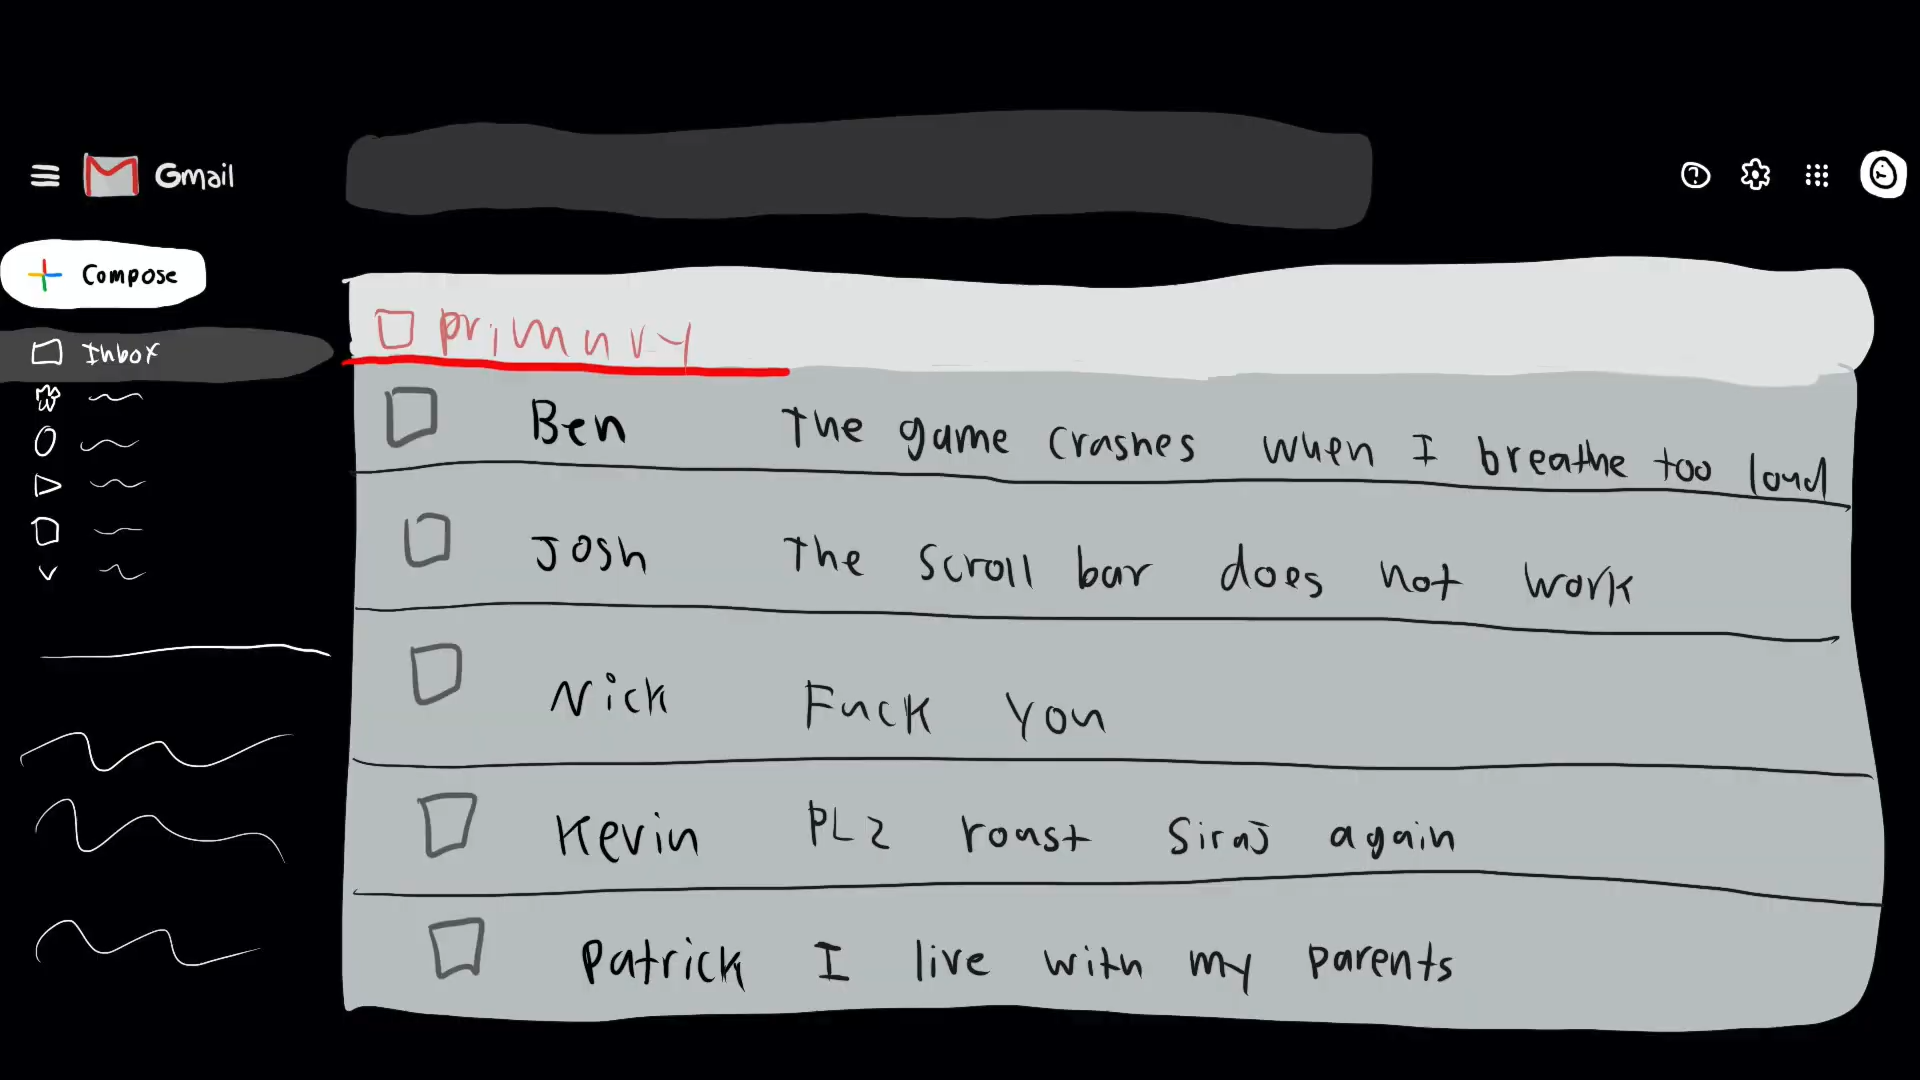 Gmail
Compose
Inbox
primary
Ben The game crashes when I breathe too loud
Josh The scroll bar does not work
Nick Fuck You
Kevin PLZ roast Siraj again
Patrick I live with my parents